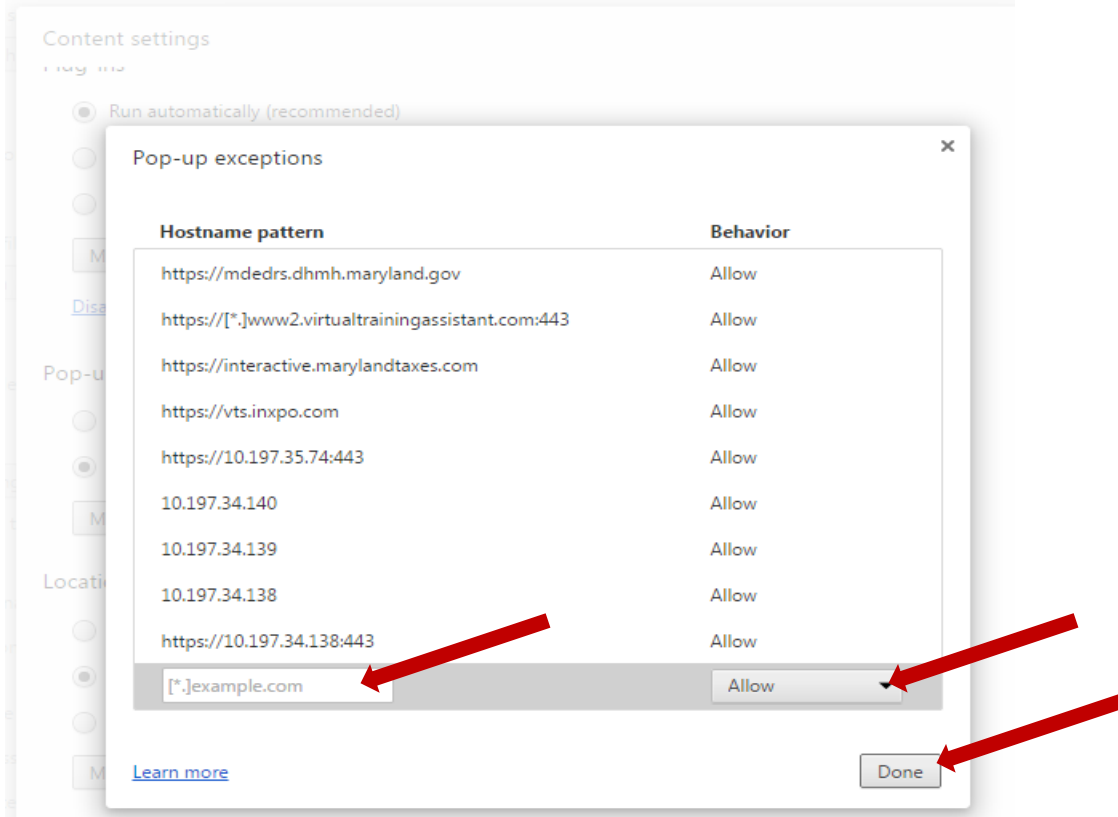 Content settings
Run automatically (recommended)
Pop-up exceptions
×
Hostname pattern Behavior
https://mdedrs.dhmh.maryland.gov Allow
https://[*.]www2.virtualtrainingassistant.com:443 Allow
https://interactive.marylandtaxes.com Allow
https://vts.inxpo.com Allow
https://10.197.35.74:443 Allow
10.197.34.140 Allow
10.197.34.139 Allow
10.197.34.138 Allow
https://10.197.34.138:443 Allow
[*.]example.com Allow
Learn more Done
M
Disa
Pop-u
M
Locati
M